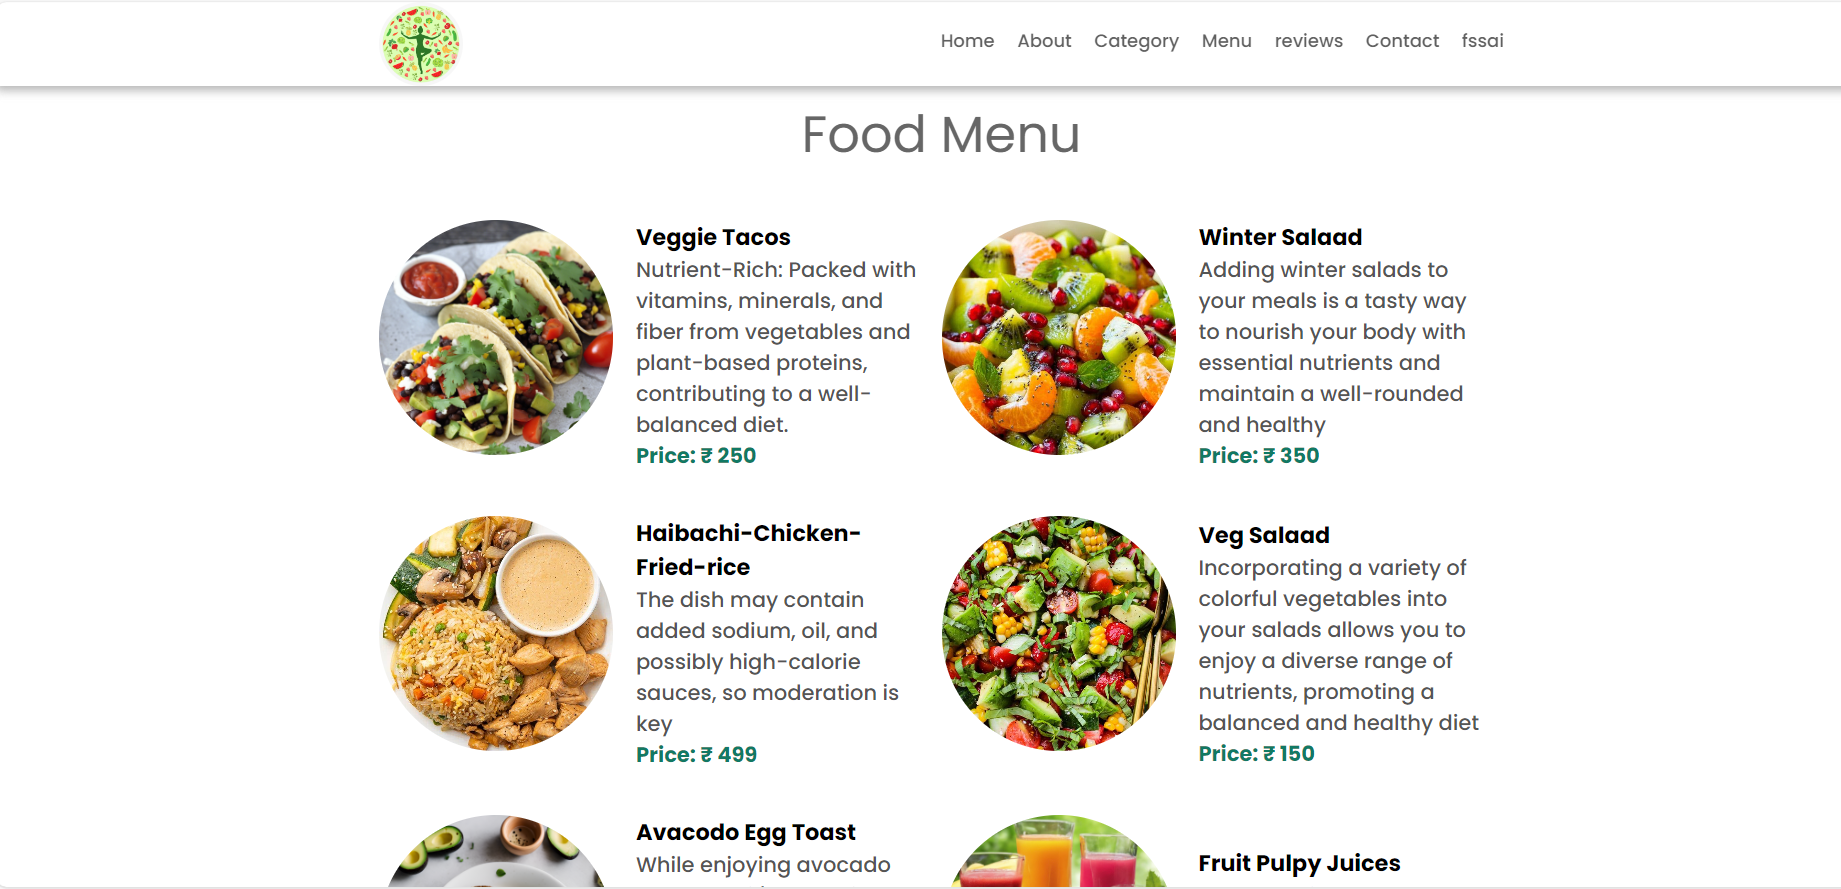 Home About Category Menu reviews Contact fssai
Food Menu
Veggie Tacos
Nutrient-Rich: Packed with
vitamins, minerals, and
fiber from vegetables and
plant-based proteins,
contributing to a well-
balanced diet.
Price: ₹ 250
Winter Salaad
Adding winter salads to
your meals is a tasty way
to nourish your body with
essential nutrients and
maintain a well-rounded
and healthy
Price: ₹ 350
Haibachi-Chicken-
Fried-rice
The dish may contain
added sodium, oil, and
possibly high-calorie
sauces, so moderation is
key
Price: ₹ 499
Veg Salaad
Incorporating a variety of
colorful vegetables into
your salads allows you to
enjoy a diverse range of
nutrients, promoting a
balanced and healthy diet
Price: ₹ 150
Avacodo Egg Toast
While enjoying avocado
Fruit Pulpy Juices